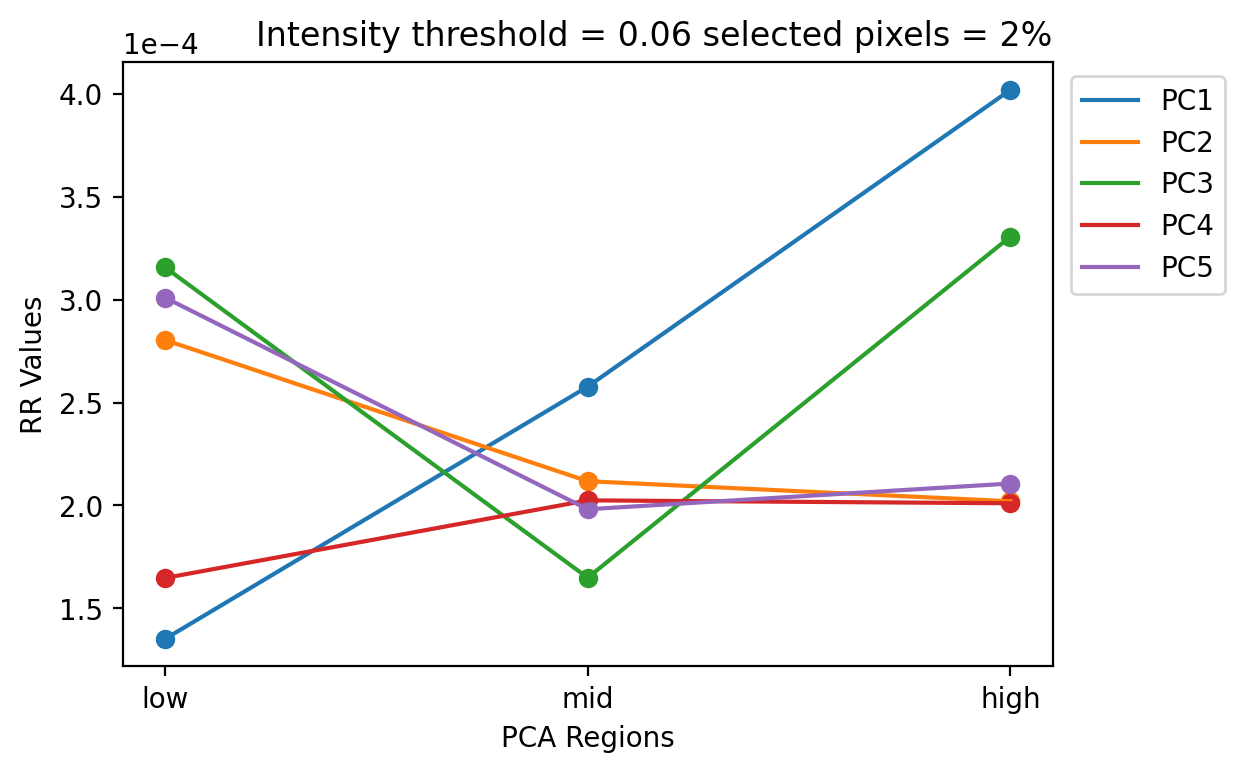 Intensity threshold = 0.06 selected pixels = 2%
1e−4
4.0
3.5
3.0
2.5
2.0
1.5
RR Values
low
mid
high
PCA Regions
PC1
PC2
PC3
PC4
PC5